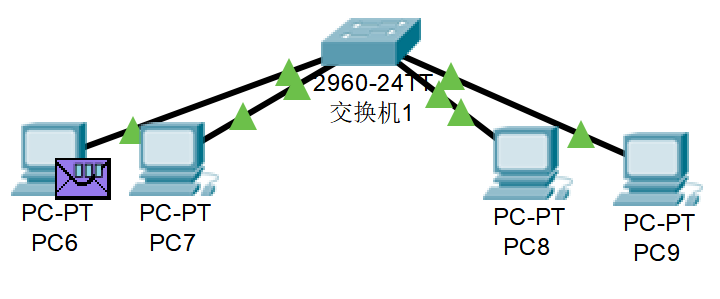 2960-24TT
交换机1
PC-PT
PC6
PC-PT
PC7
PC-PT
PC8
PC-PT
PC9